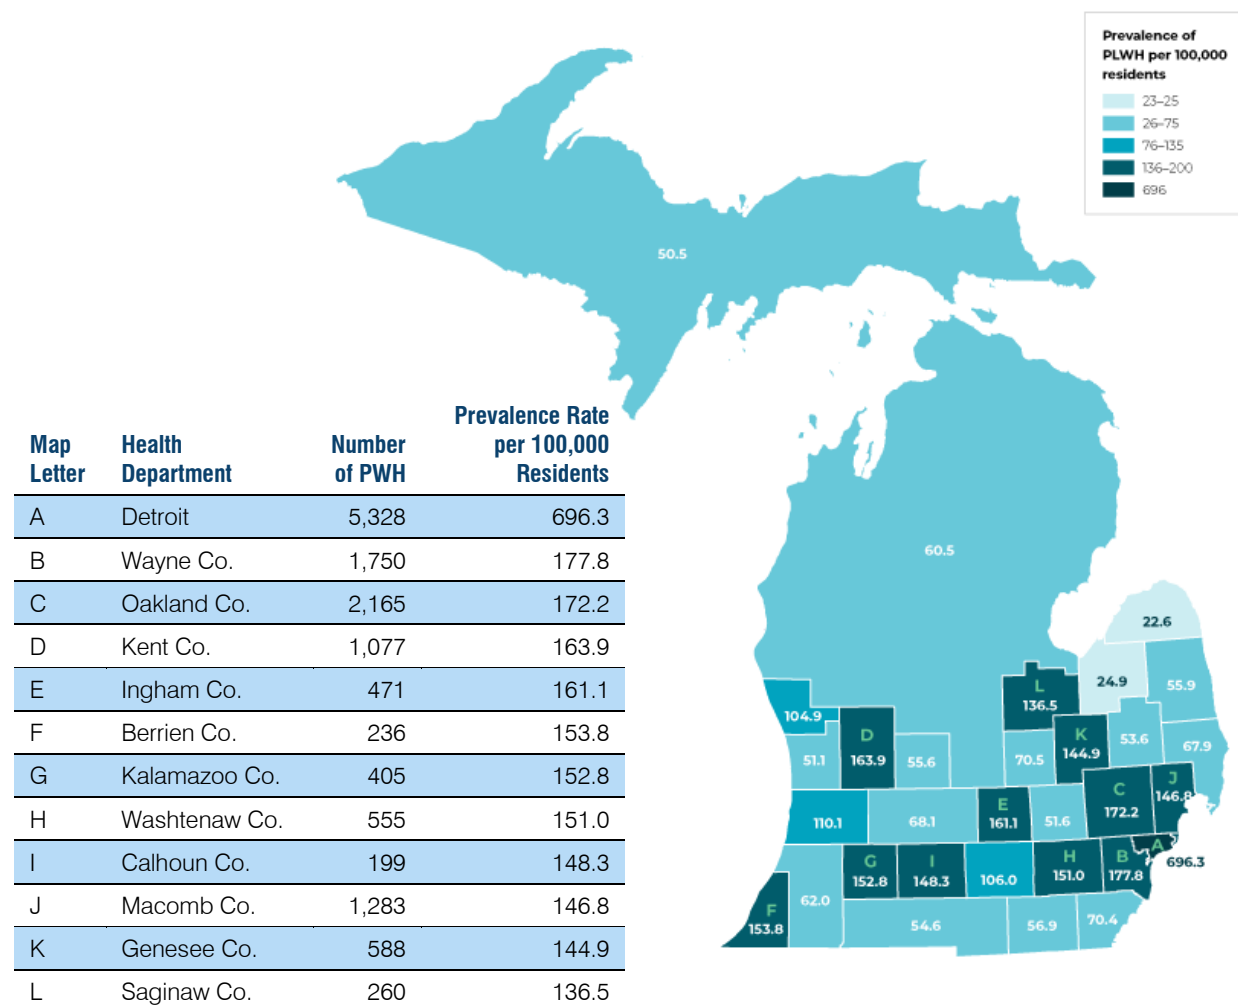 Prevalence of
PLWH per 100,000
residents
23–25
26–75
76–135
136–200
696
50.5
60.5
22.6
24.9
55.9
L
136.5
104.9
D
163.9
51.1
55.6
70.5
K
144.9
53.6
67.9
C
172.2
J
146.8
110.1
68.1
E
161.1
51.6
G
152.8
I
148.3
106.0
H
151.0
B
177.8
A
696.3
F
153.8
62.0
54.6
56.9
70.4
Prevalence Rate
Map Health Number per 100,000
Letter Department of PWH Residents
A Detroit 5,328 696.3
B Wayne Co. 1,750 177.8
C Oakland Co. 2,165 172.2
D Kent Co. 1,077 163.9
E Ingham Co. 471 161.1
F Berrien Co. 236 153.8
G Kalamazoo Co. 405 152.8
H Washtenaw Co. 555 151.0
I Calhoun Co. 199 148.3
J Macomb Co. 1,283 146.8
K Genesee Co. 588 144.9
L Saginaw Co. 260 136.5